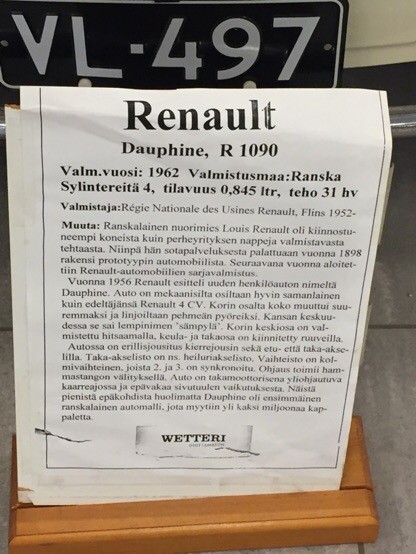 VL-497
Renault
Dauphine, R 1090
Valm.vuosi: 1962 Valmistusmaa:Ranska
Sylintereitä 4, tilavuus 0,845 ltr, teho 31 hv
Valmistaja:Régie Nationale des Usines Renault, Flins 1952-
Muuta: Ranskalainen nuorimies Louis Renault oli kiinnostu-
neempi koneista kuin perheyrityksen nappeja valmistavasta
tehtaasta. Niinpä hän sotapalveluksesta palattuaan vuonna 1898
rakensi prototyypin automobiilista. Seuraavana vuonna aloitet-
tiin Renault-automobiilien sarjavalmistus.
Vuonna 1956 Renault esitteli uuden henkilöauton nimeltä
Dauphine. Auto on mekaanisilta osiltaan hyvin samanlainen
kuin edeltäjänsä Renault 4 CV. Korin osalta koko muuttui suu-
remmaksi ja linjoiltaan pehmeän pyöreiksi. Kansan keskuu-
dessa se sai lempinimen 'sämpylä'. Korin keskiosa on val-
mistettu hitsaamalla, keula- ja takaosa on kiinnitetty ruuveilla.
Autossa on erillisjousitus kierrejousin sekä etu- että taka-akse-
lilla. Taka-akselisto on ns. heiluriakselisto. Vaihteisto on kol-
mivaihteinen, joista 2. ja 3. on synkronoitu. Ohjaus toimii ham-
mastangon välityksellä. Auto on takamoottorisena yliohjautuva
kaarreajossa ja epävakaa sivutuulen vaikutuksesta. Näistä
pienistä epäkohdista huolimatta Dauphine oli ensimmäinen
ranskalainen automalli, jota myytiin yli kaksi miljoonaa kap-
paletta.
WETTERI